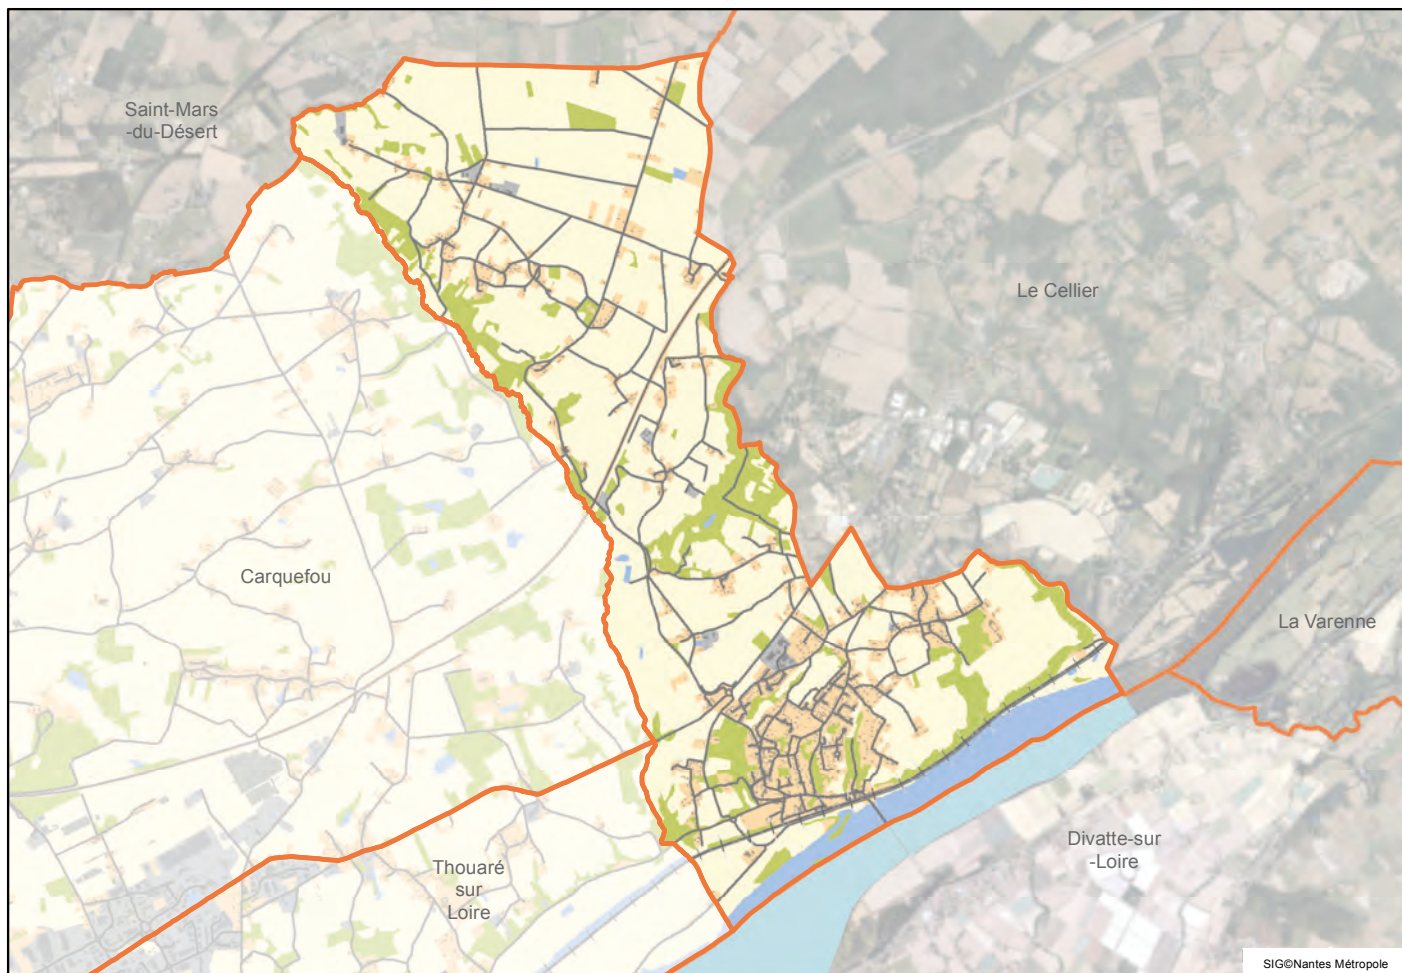 Saint-Mars
-du-Désert
Le Cellier
Carquefou
La Varenne
Divatte-sur
-Loire
Thouaré
sur
Loire
SIG©Nantes Métropole